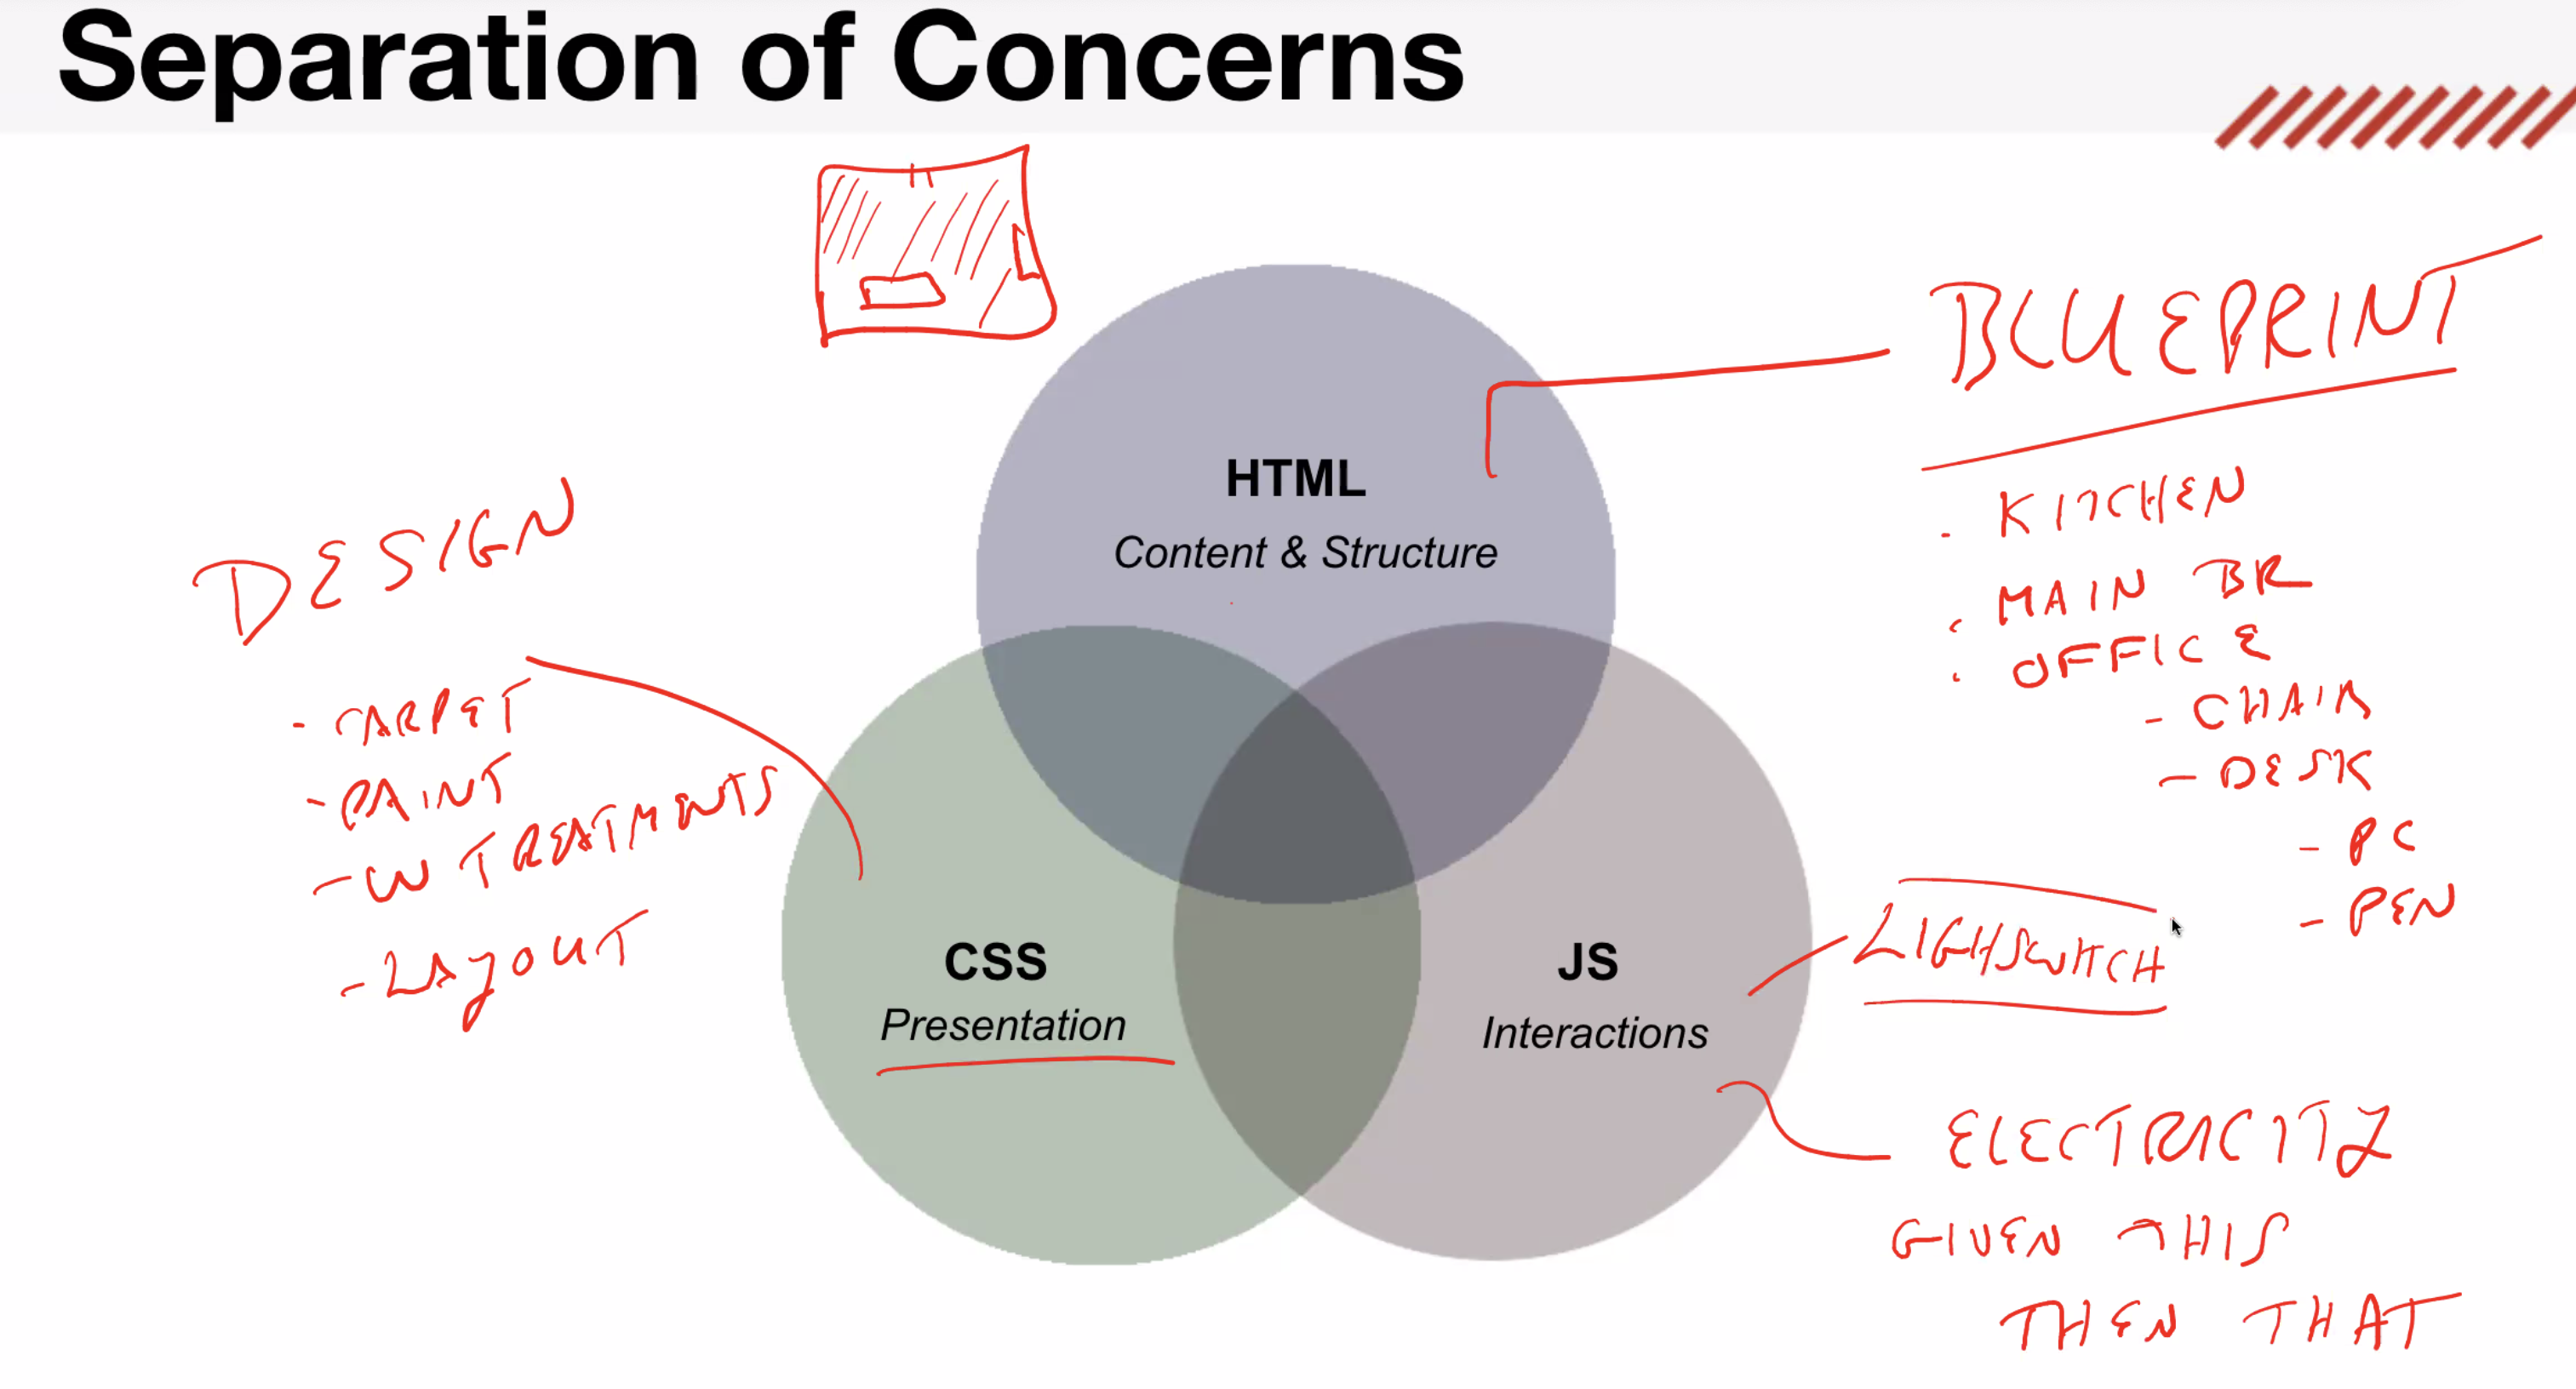 Separation of Concerns
HTML
Content & Structure
CSS
Presentation
JS
Interactions
DESIGN
- CARPET
- PAINT
- W TREATMENTS
- LAYOUT
BLUEPRINT
- KITCHEN
- MAIN BR
- OFFICE
- CHAIR
- DESK
- PC
- PEN
LIGHSWITCH
ELECTRICITY
GIVEN THIS
THEN THAT